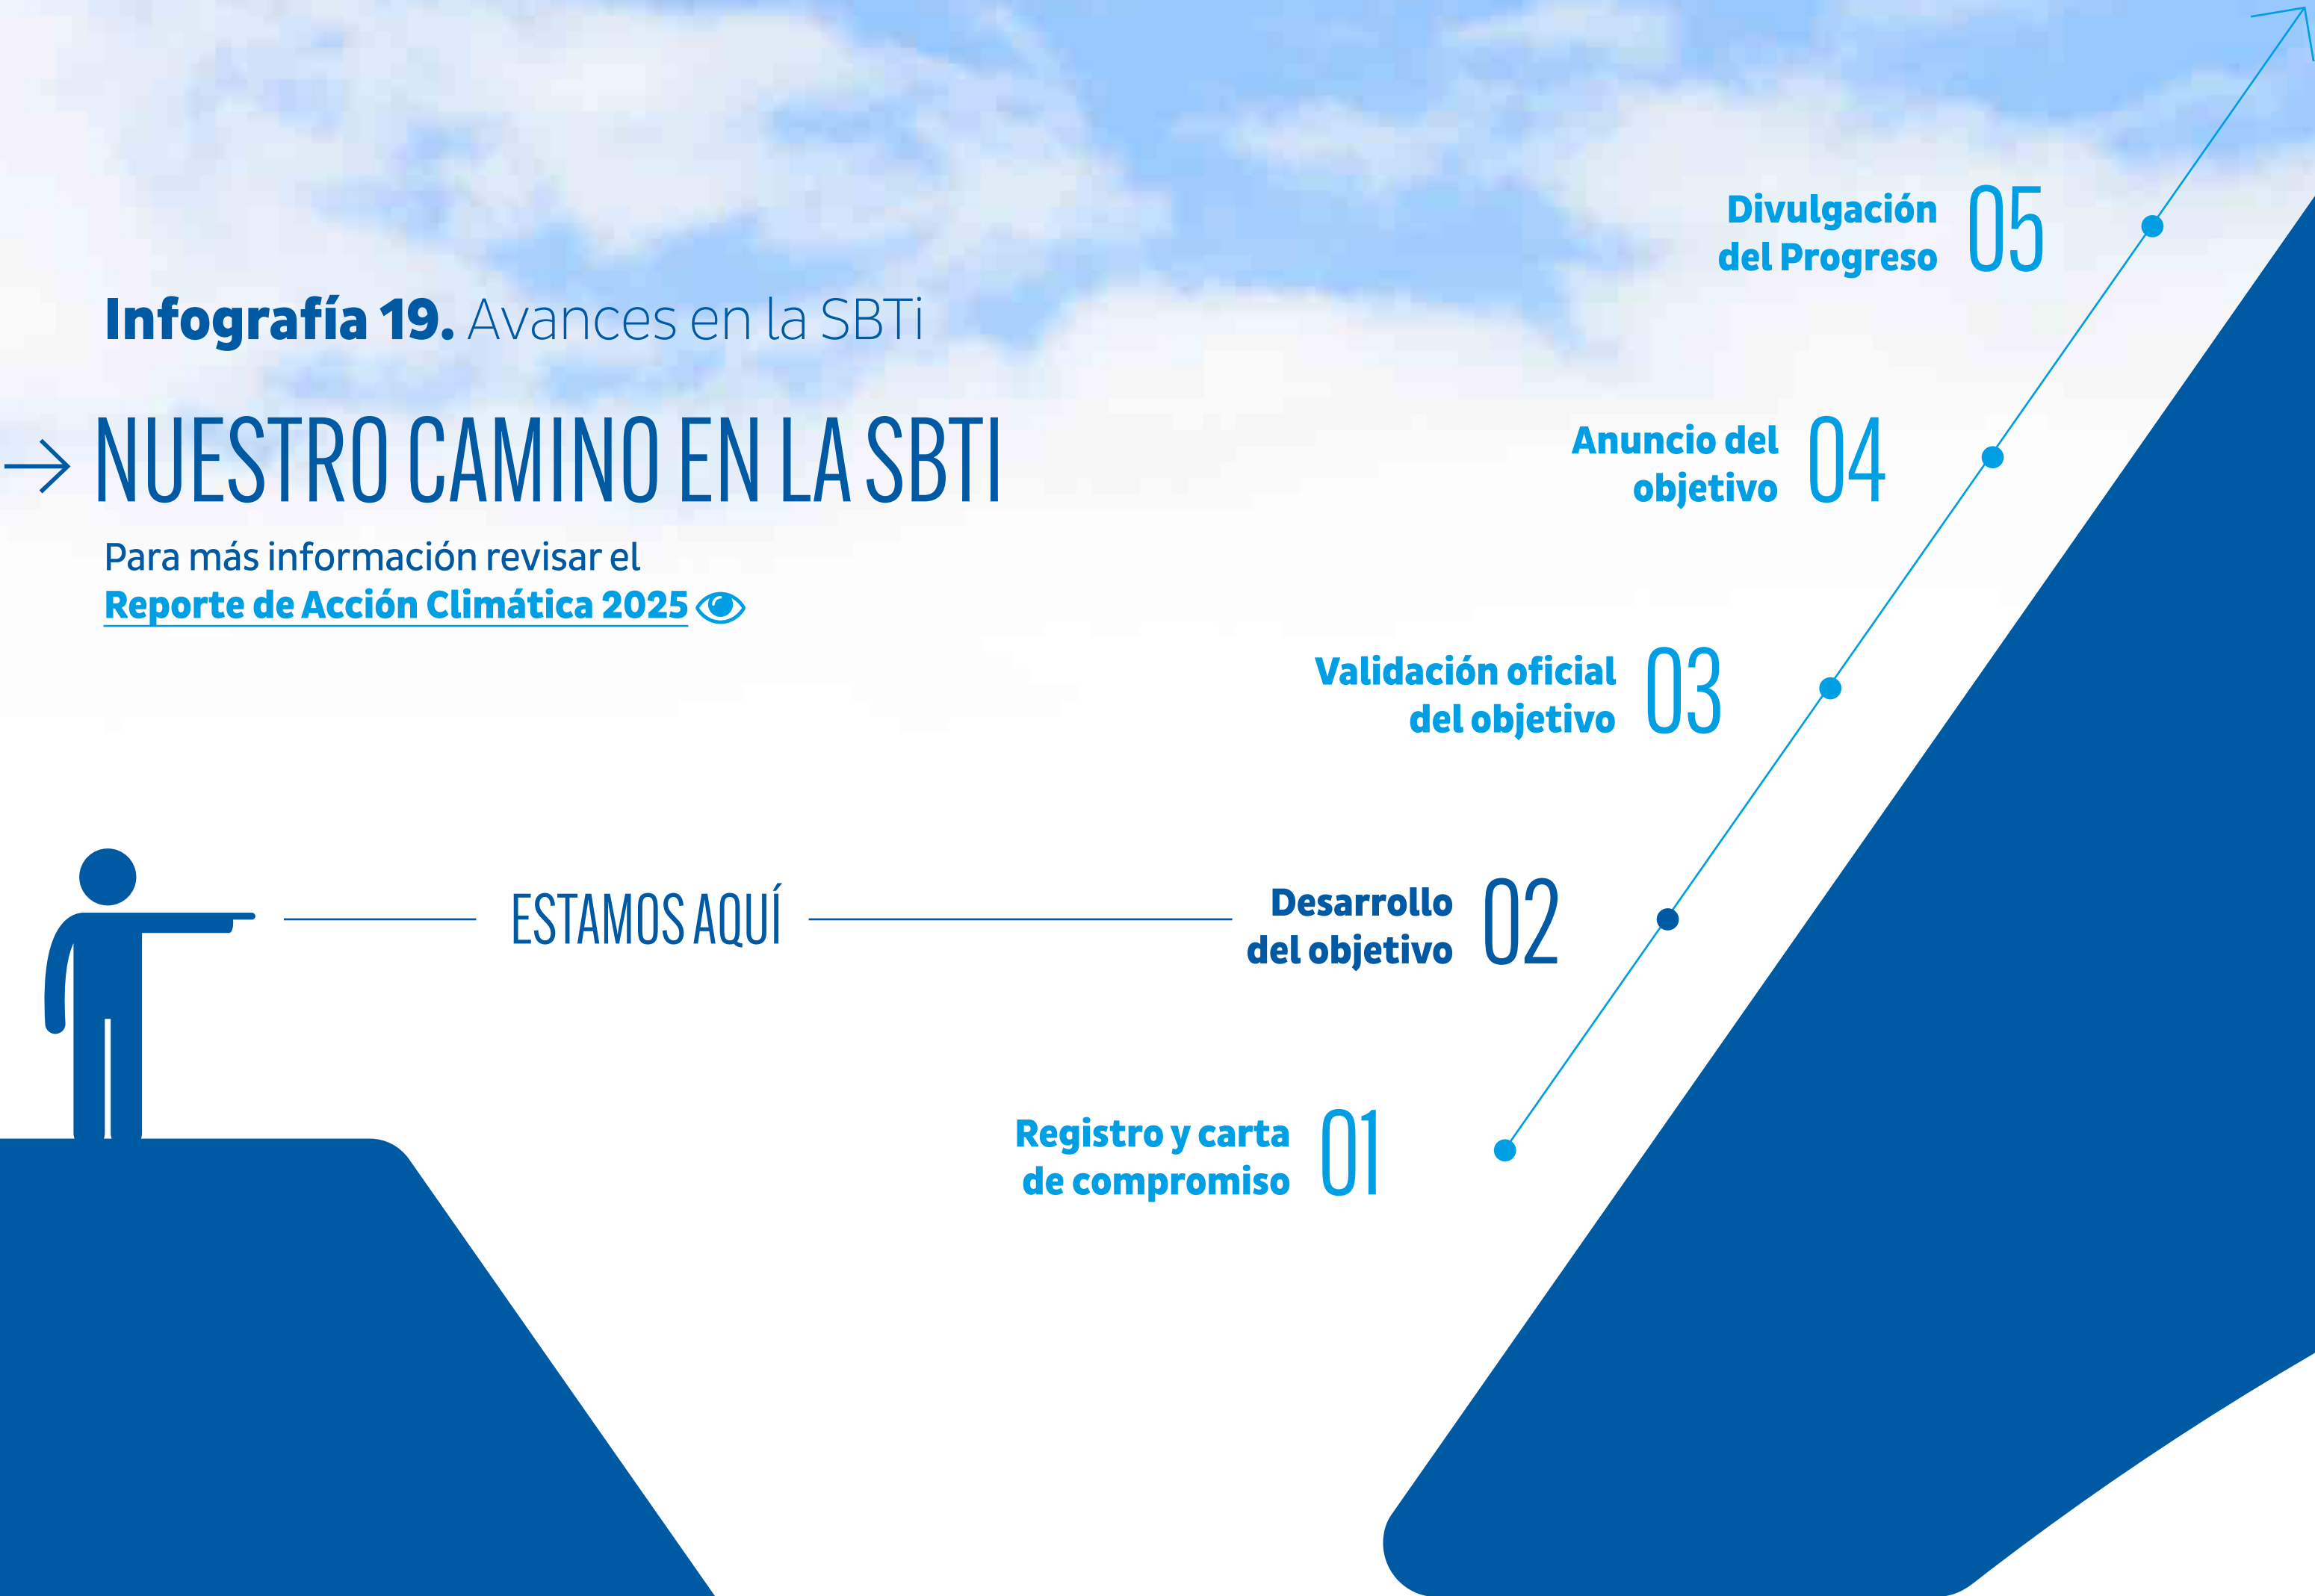 Infografía 19. Avances en la SBTi
NUESTRO CAMINO EN LA SBTI
Para más información revisar el
Reporte de Acción Climática 2025
Divulgación
del Progreso
05
Anuncio del
objetivo
04
Validación oficial
del objetivo
03
ESTAMOS AQUÍ
Desarrollo
del objetivo
02
Registro y carta
de compromiso
01